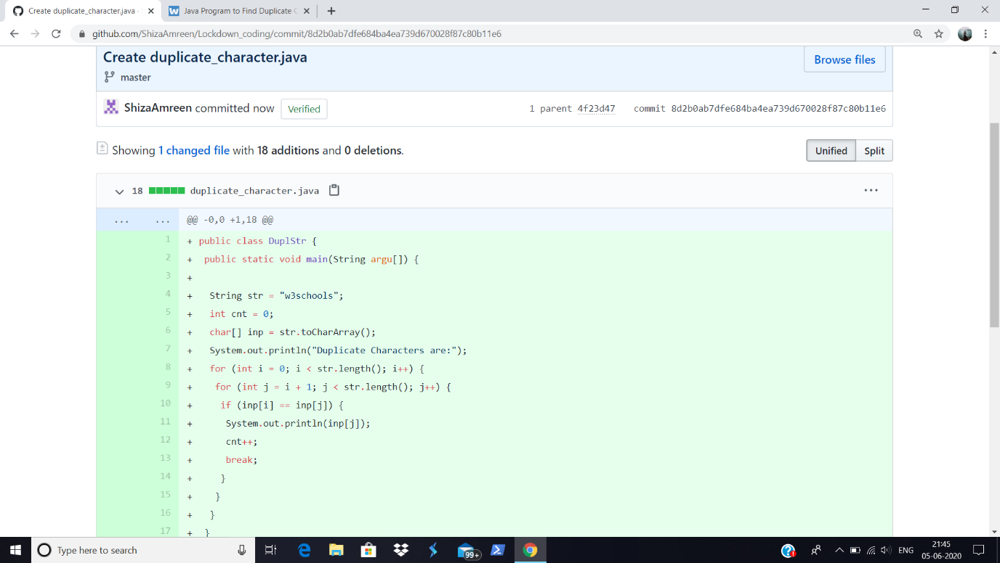 Create duplicate_character.java ·
Java Program to Find Duplicate C
github.com/ShizaAmreen/Lockdown_coding/commit/8d2b0ab7dfe684ba4ea739d670028f87c80b11e6
Create duplicate_character.java
Browse files
master
ShizaAmreen committed now Verified 1 parent 4f23d47 commit 8d2b0ab7dfe684ba4ea739d670028f87c80b11e6
Showing 1 changed file with 18 additions and 0 deletions.
Unified Split
18 duplicate_character.java
... ... @@ -0,0 +1,18 @@
1 + public class DuplStr {
2 + public static void main(String argu[]) {
3 +
4 + String str = "w3schools";
5 + int cnt = 0;
6 + char[] inp = str.toCharArray();
7 + System.out.println("Duplicate Characters are:");
8 + for (int i = 0; i < str.length(); i++) {
9 + for (int j = i + 1; j < str.length(); j++) {
10 + if (inp[i] == inp[j]) {
11 + System.out.println(inp[j]);
12 + cnt++;
13 + break;
14 + }
15 + }
16 + }
17 + }
Type here to search
99+
ENG
21:45
05-06-2020